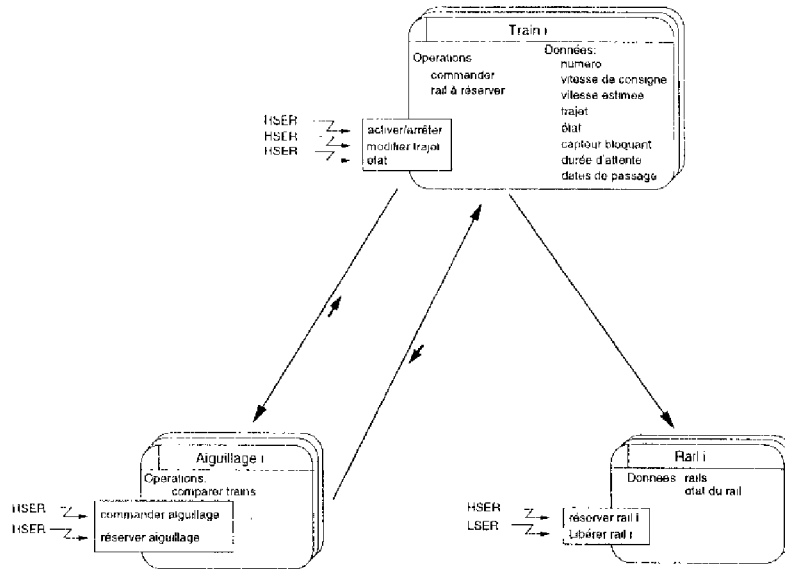 Train i
Operations
commander
rail à réserver
Données:
numero
vitesse de consigne
vitesse estimee
trajet
état
capteur bloquant
durée d'attente
dates de passage
HSER
HSER
HSER
activer/arrêter
modifier trajet
etat
Aiguillage i
Operations.
comparer trains
HSER
HSER
commander aiguillage
réserver aiguillage
Rail i
Donnees rails
etat du rail
HSER
LSER
réserver rail i
Libérer rail i